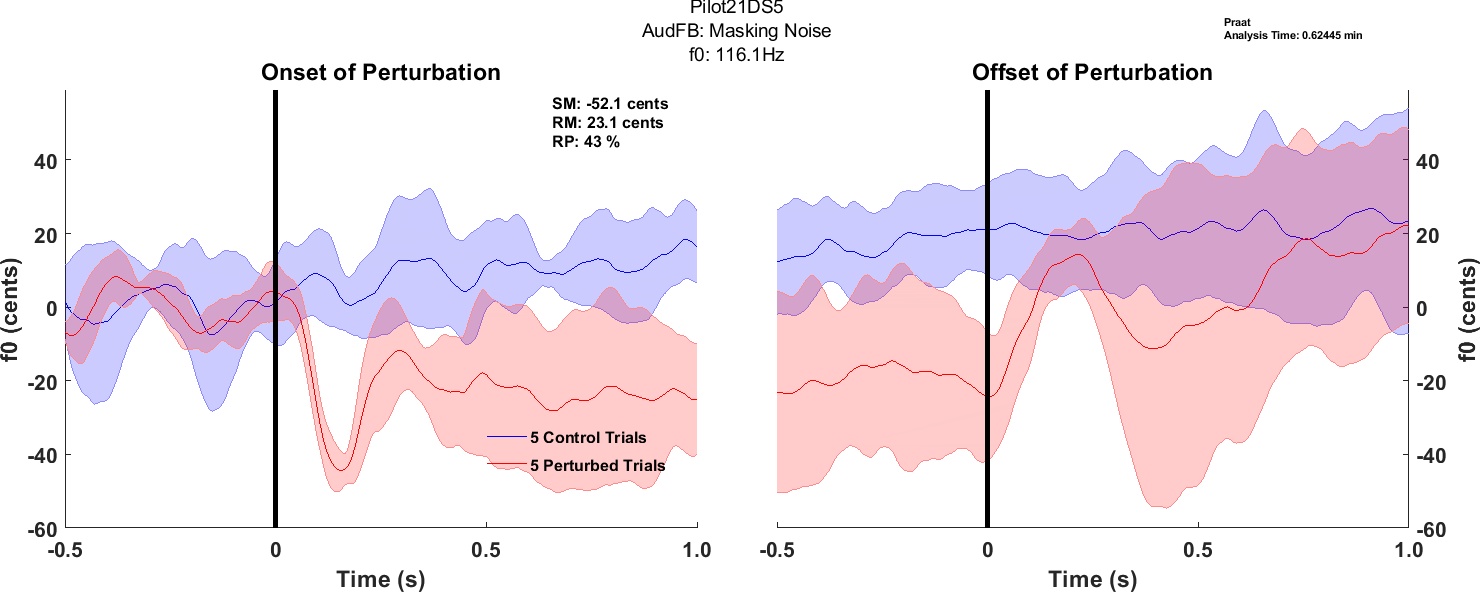 Pilot21DS5
AudFB: Masking Noise
f0: 116.1Hz
Praat
Analysis Time: 0.62445 min
Onset of Perturbation
SM: -52.1 cents
RM: 23.1 cents
RP: 43 %
f0 (cents)
40
20
0
-20
-40
-60
5 Control Trials
5 Perturbed Trials
-0.5
0
0.5
1.0
Time (s)
Offset of Perturbation
-0.5
0
0.5
1.0
Time (s)
40
20
0
-20
-40
-60
f0 (cents)